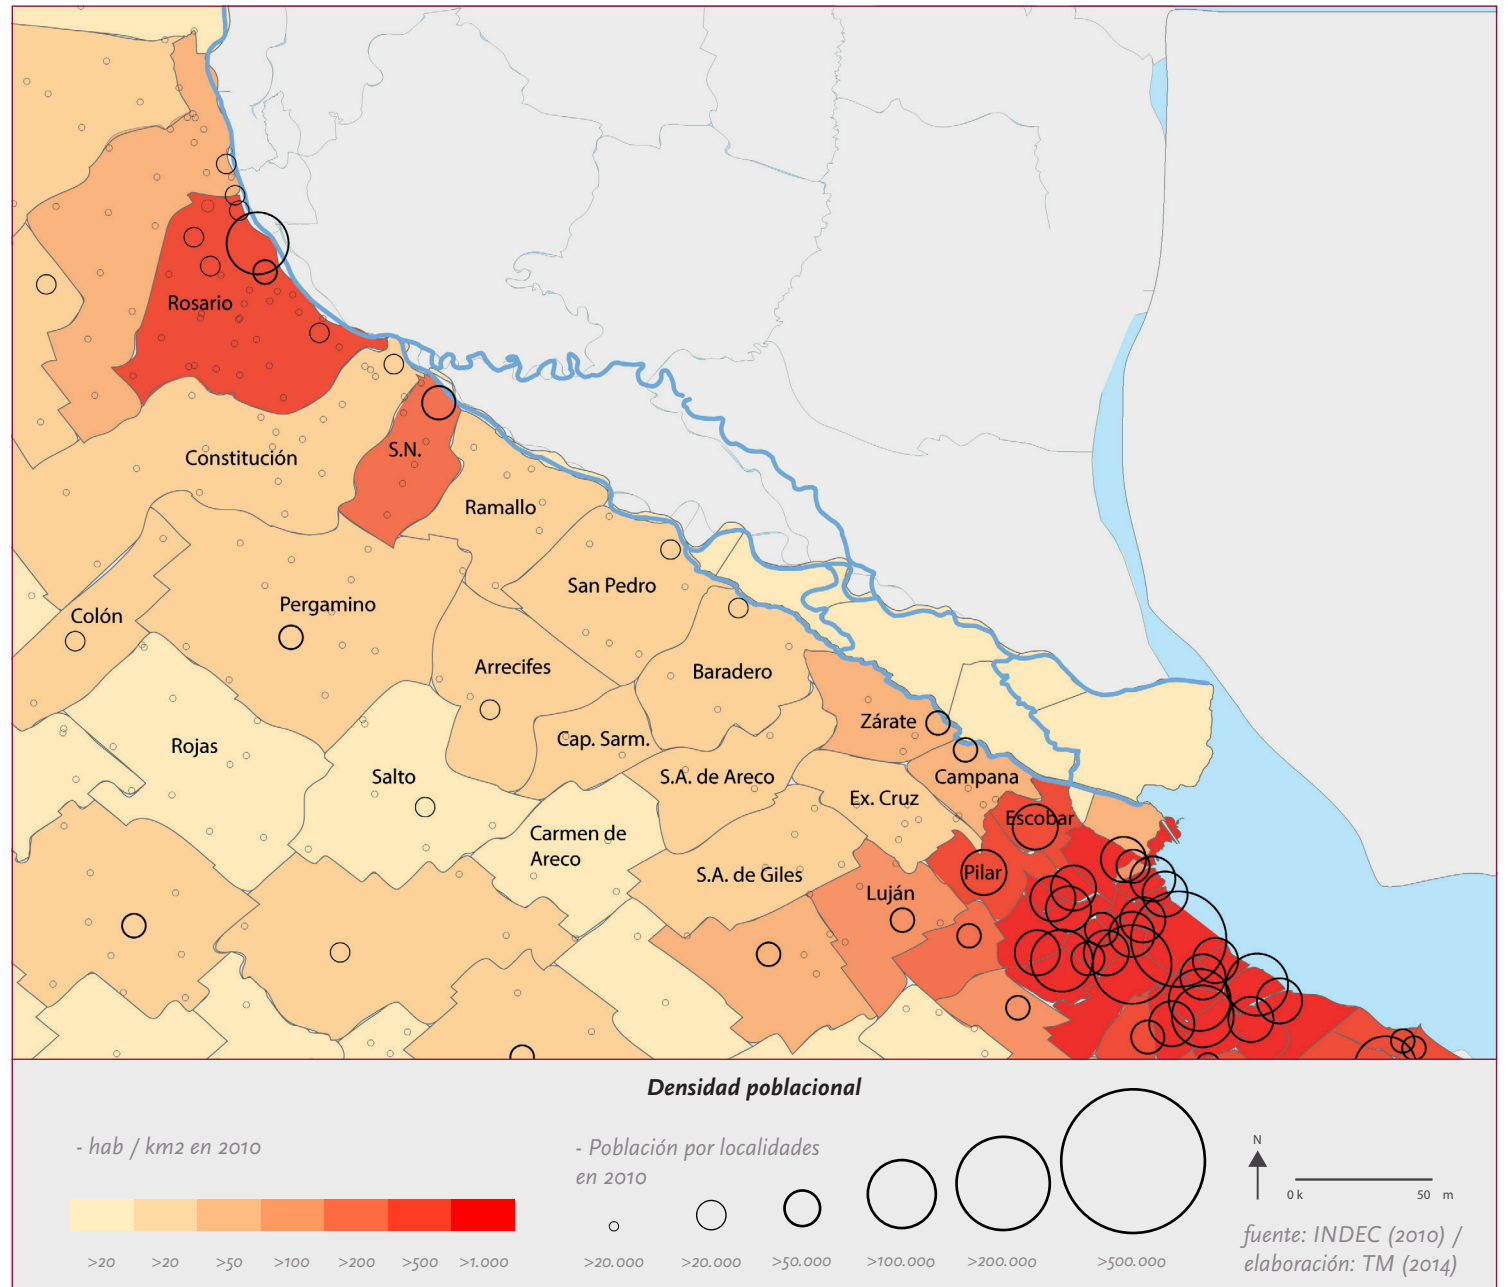 Rosario
Constitución
S.N.
Ramallo
San Pedro
Colón
Pergamino
Arrecifes
Baradero
Zárate
Rojas
Cap. Sarm.
Salto
S.A. de Areco
Campana
Ex. Cruz
Escobar
Carmen de
Areco
S.A. de Giles
Pilar
Luján
Densidad poblacional
- hab / km2 en 2010
- Población por localidades
en 2010
N
0 k 50 m
>20 >20 >50 >100 >200 >500 >1.000
>20.000 >20.000 >50.000 >100.000 >200.000 >500.000
fuente: INDEC (2010) /
elaboración: TM (2014)